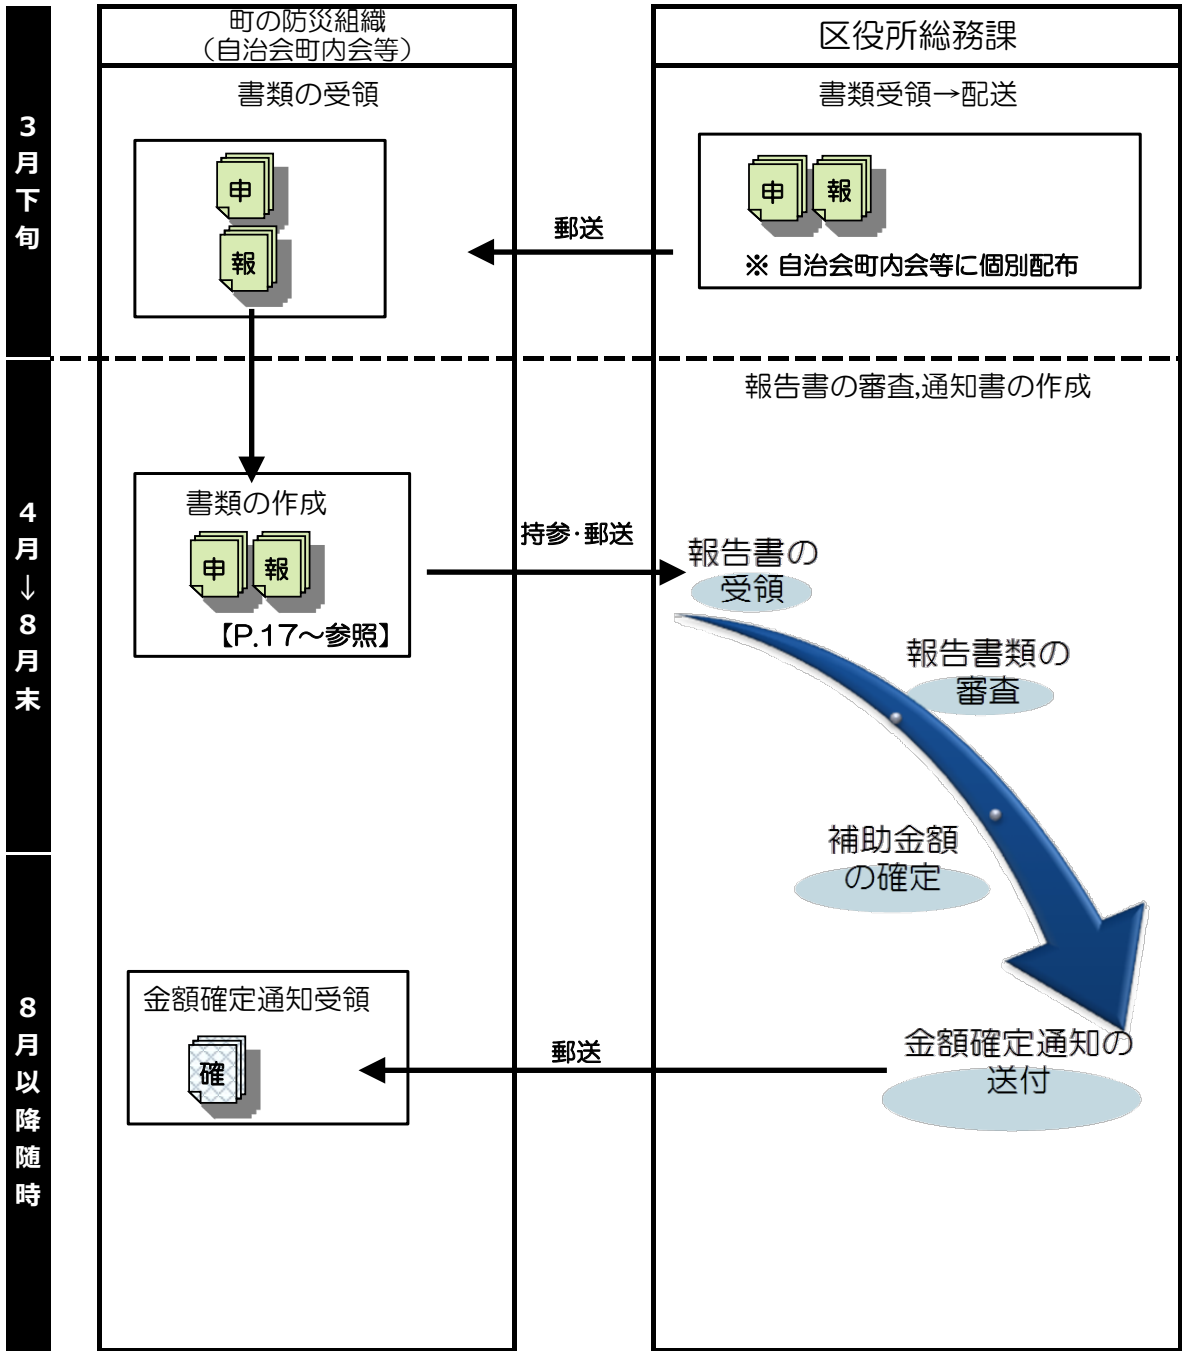 町の防災組織
（自治会町内会等）
区役所総務課
3月下旬
書類の受領
申
報
郵送
書類受領→配送
申 報
※ 自治会町内会等に個別配布
4月↓8月末
報告書の審査,通知書の作成
書類の作成
申 報
【P.17～参照】
持参･郵送
報告書の
受領
報告書類の
審査
補助金額
の確定
8月以降随時
金額確定通知受領
確
郵送
金額確定通知の
送付